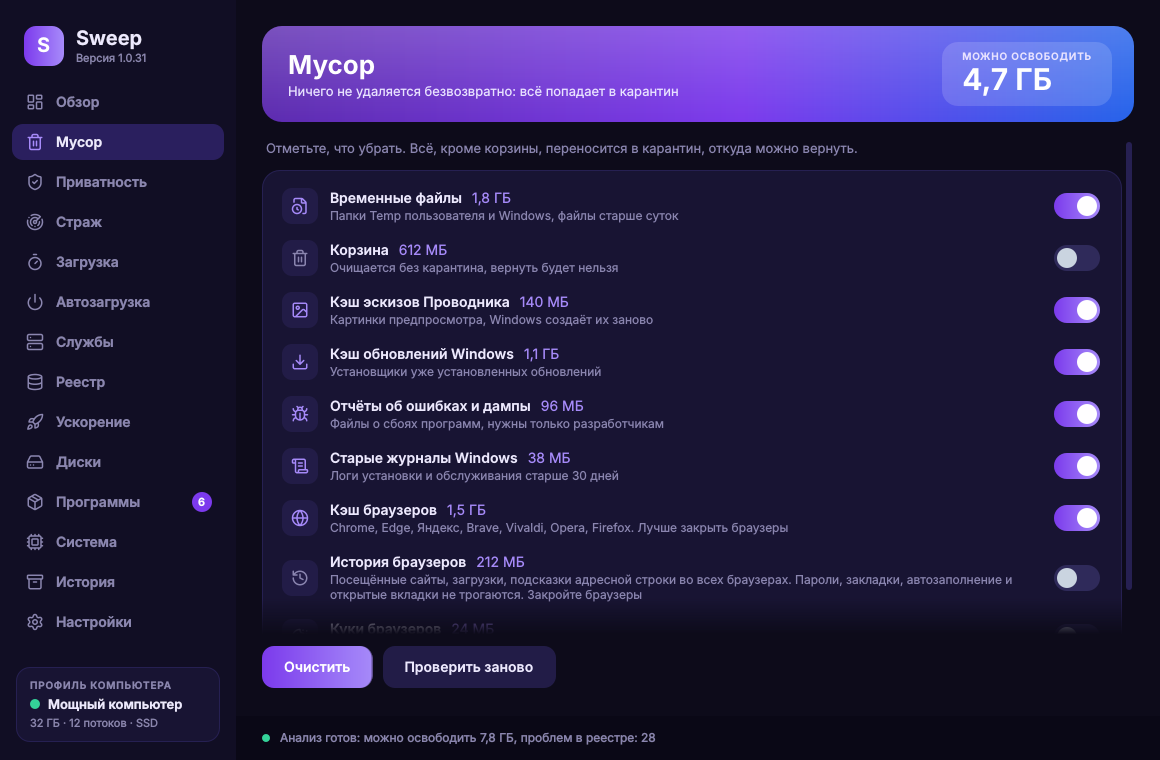 S
Sweep
Версия 1.0.31
Обзор
Мусор
Приватность
Страж
Загрузка
Автозагрузка
Службы
Реестр
Ускорение
Диски
Программы
6
Система
История
Настройки
ПРОФИЛЬ КОМПЬЮТЕРА
Мощный компьютер
32 ГБ · 12 потоков · SSD
Мусор
Ничего не удаляется безвозвратно: всё попадает в карантин
МОЖНО ОСВОБОДИТЬ
4,7 ГБ
Отметьте, что убрать. Всё, кроме корзины, переносится в карантин, откуда можно вернуть.
Временные файлы 1,8 ГБ
Папки Temp пользователя и Windows, файлы старше суток
Корзина 612 МБ
Очищается без карантина, вернуть будет нельзя
Кэш эскизов Проводника 140 МБ
Картинки предпросмотра, Windows создаёт их заново
Кэш обновлений Windows 1,1 ГБ
Установщики уже установленных обновлений
Отчёты об ошибках и дампы 96 МБ
Файлы о сбоях программ, нужны только разработчикам
Старые журналы Windows 38 МБ
Логи установки и обслуживания старше 30 дней
Кэш браузеров 1,5 ГБ
Chrome, Edge, Яндекс, Brave, Vivaldi, Opera, Firefox. Лучше закрыть браузеры
История браузеров 212 МБ
Посещённые сайты, загрузки, подсказки адресной строки во всех браузерах. Пароли, закладки, автозаполнение и
открытые вкладки не трогаются. Закройте браузеры
Куки браузеров 24 МБ
Очистить
Проверить заново
Анализ готов: можно освободить 7,8 ГБ, проблем в реестре: 28